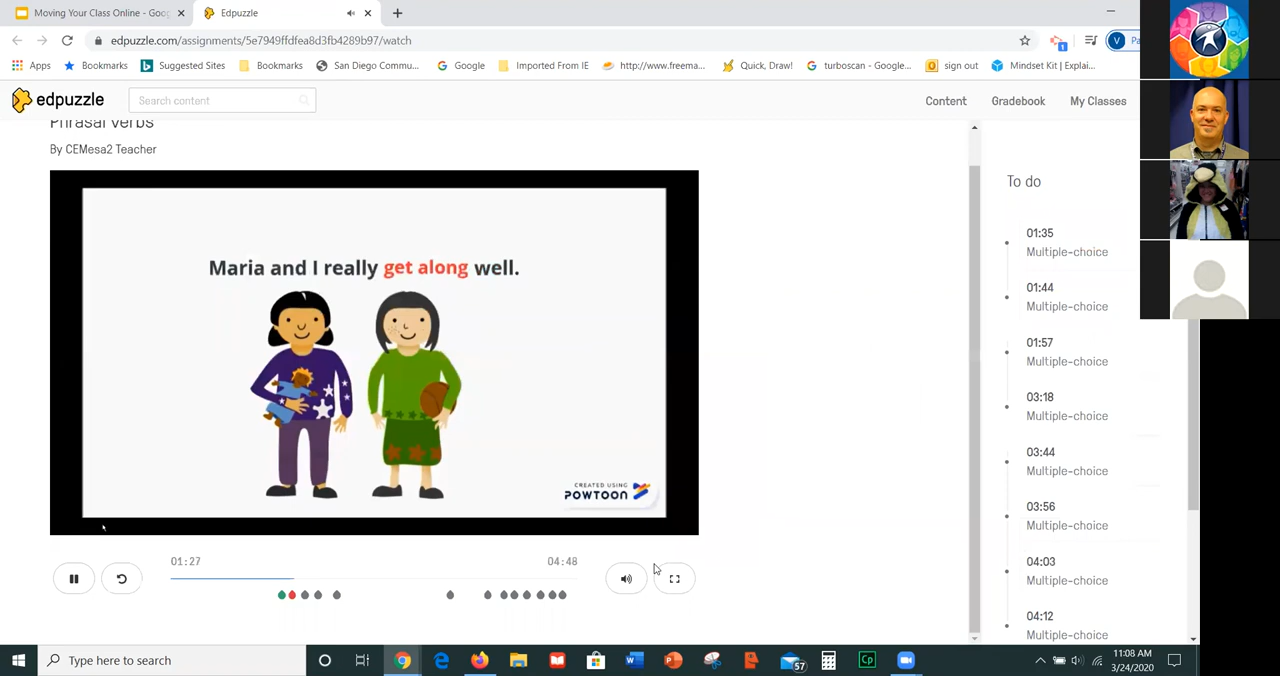 Moving Your Class Online - Goog
Edpuzzle
edpuzzle.com/assignments/5e7949ffdfea8d3fb4289b97/watch
V
Pa
Apps
Bookmarks
Suggested Sites
Bookmarks
San Diego Commu...
Google
Imported From IE
http://www.freema...
Quick, Draw!
turboscan - Google...
sign out
Mindset Kit | Explai...
edpuzzle
Search content
Content
Gradebook
My Classes
Phrasal verbs
By CEMesa2 Teacher
Maria and I really get along well.
CREATED USING
POWTOON
01:27
04:48
To do
01:35
Multiple-choice
01:44
Multiple-choice
01:57
Multiple-choice
03:18
Multiple-choice
03:44
Multiple-choice
03:56
Multiple-choice
04:03
Multiple-choice
04:12
Multiple-choice
Type here to search
57
Cp
11:08 AM
3/24/2020